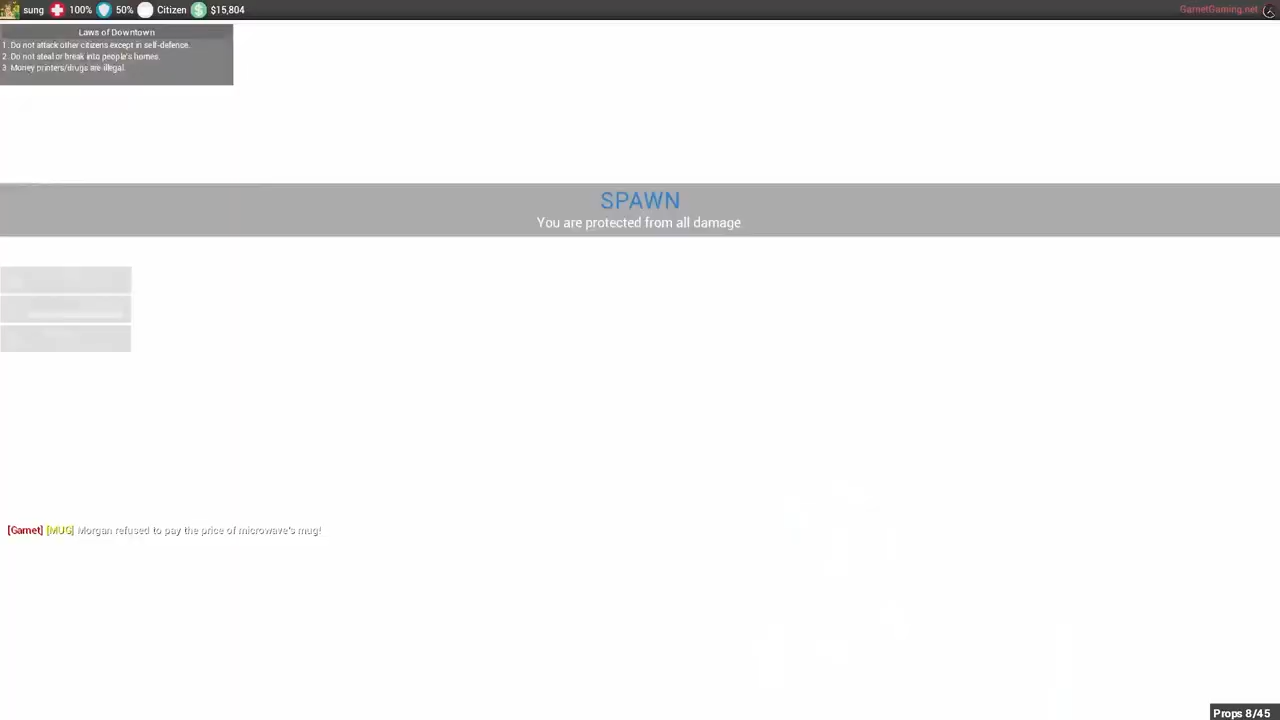 sung 100% 50% Citizen $15,804 GarnetGaming.net
Laws of Downtown
1. Do not attack other citizens except in self-defence.
2. Do not steal or break into people's homes.
3. Money printers/drugs are illegal.
SPAWN
You are protected from all damage
[Garnet] [MUG] Morgan refused to pay the price of microwave's mug!
Props 8/45